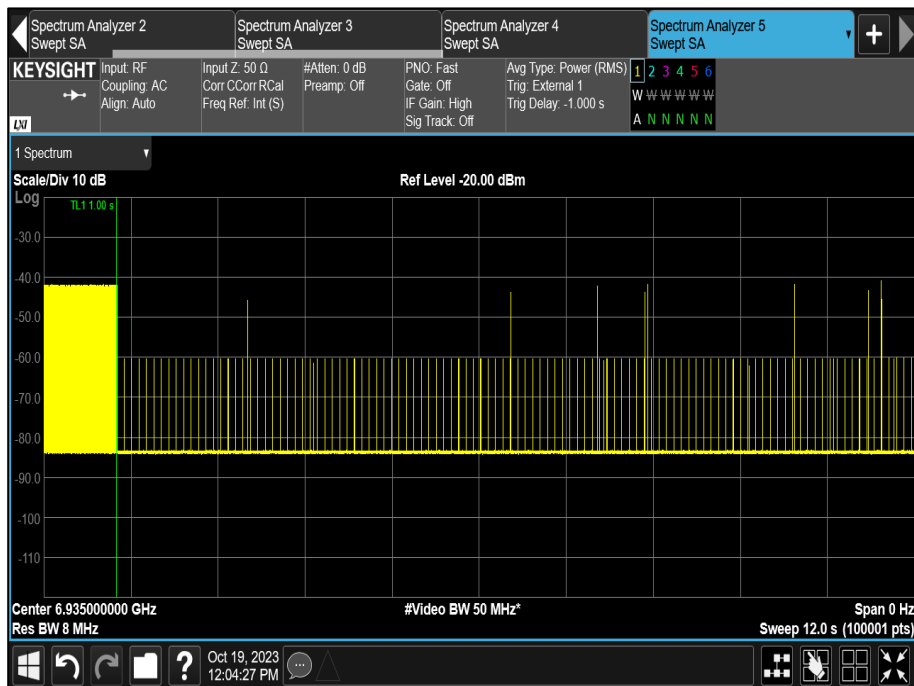 Spectrum Analyzer 2
Swept SA
Spectrum Analyzer 3
Swept SA
Spectrum Analyzer 4
Swept SA
Spectrum Analyzer 5
Swept SA
KEYSIGHT
LXI
Input: RF
Coupling: AC
Align: Auto
Input Z: 50 Ω
Corr CCorr RCal
Freq Ref: Int (S)
#Atten: 0 dB
Preamp: Off
PNO: Fast
Gate: Off
IF Gain: High
Sig Track: Off
Avg Type: Power (RMS)
Trig: External 1
Trig Delay: -1.000 s
1 2 3 4 5 6
W W W W W W
A N N N N N
1 Spectrum
Scale/Div 10 dB
Ref Level -20.00 dBm
Log
TL1 1.00 s
-30.0
-40.0
-50.0
-60.0
-70.0
-80.0
-90.0
-100
-110
Center 6.935000000 GHz
#Video BW 50 MHz*
Span 0 Hz
Res BW 8 MHz
Sweep 12.0 s (100001 pts)
Oct 19, 2023
12:04:27 PM